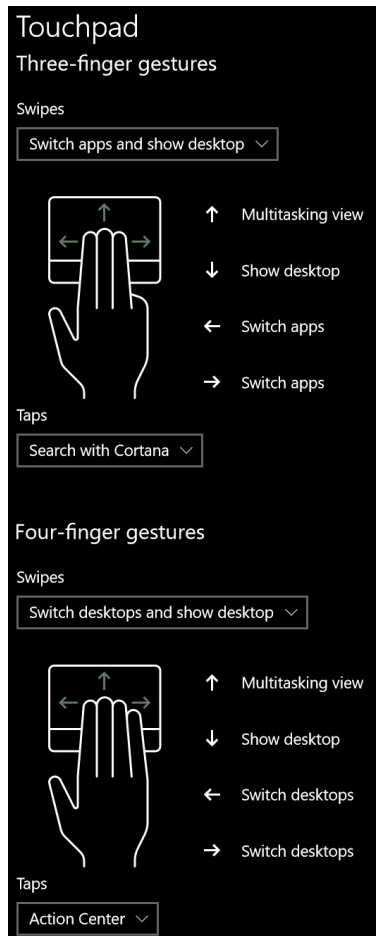 Touchpad
Three-finger gestures
Swipes
Switch apps and show desktop
↑ Multitasking view
↓ Show desktop
← Switch apps
→ Switch apps
Taps
Search with Cortana
Four-finger gestures
Swipes
Switch desktops and show desktop
↑ Multitasking view
↓ Show desktop
← Switch desktops
→ Switch desktops
Taps
Action Center